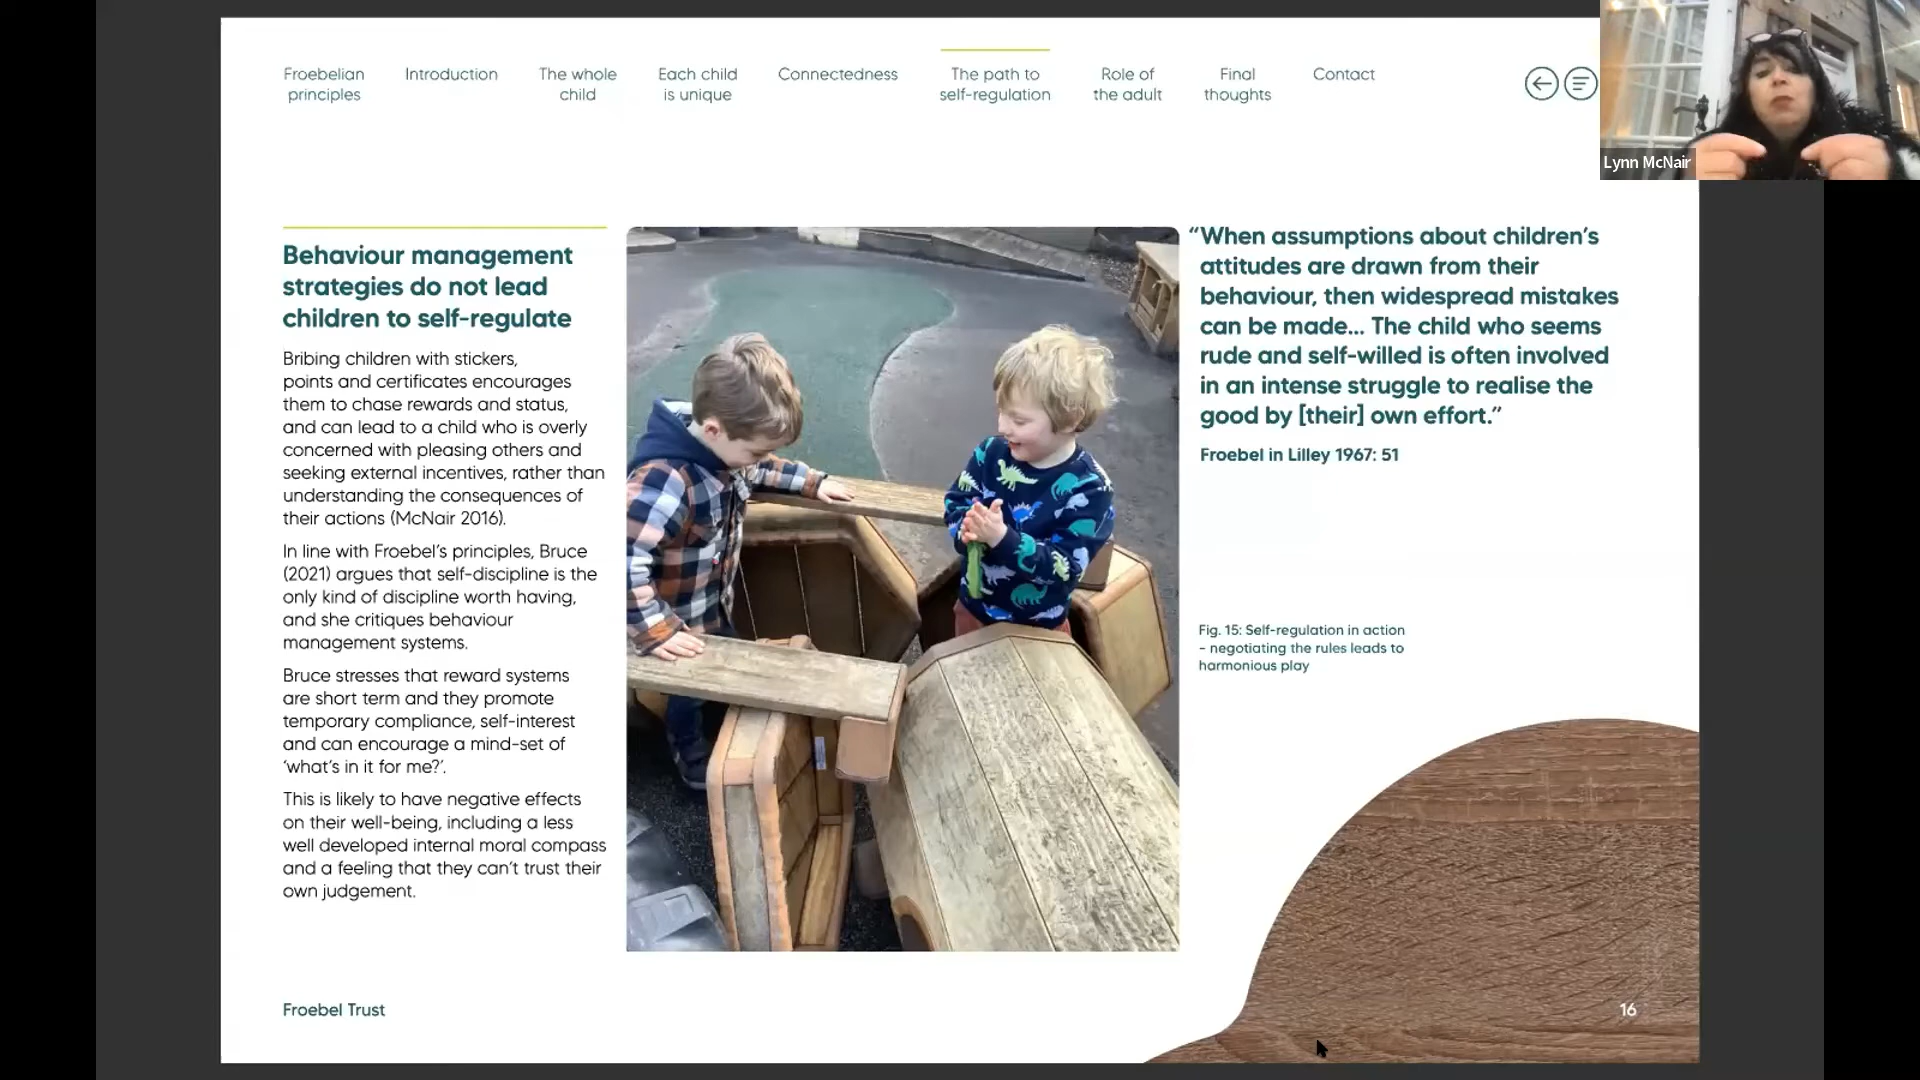 Froebelian
principles
Introduction
The whole
child
Each child
is unique
Connectedness
The path to
self-regulation
Role of
the adult
Final
thoughts
Contact
Lynn McNair
Behaviour management
strategies do not lead
children to self-regulate
Bribing children with stickers,
points and certificates encourages
them to chase rewards and status,
and can lead to a child who is overly
concerned with pleasing others and
seeking external incentives, rather than
understanding the consequences of
their actions (McNair 2016).
In line with Froebel’s principles, Bruce
(2021) argues that self-discipline is the
only kind of discipline worth having,
and she critiques behaviour
management systems.
Bruce stresses that reward systems
are short term and they promote
temporary compliance, self-interest
and can encourage a mind-set of
‘what’s in it for me?’.
This is likely to have negative effects
on their well-being, including a less
well developed internal moral compass
and a feeling that they can’t trust their
own judgement.
“When assumptions about children’s
attitudes are drawn from their
behaviour, then widespread mistakes
can be made... The child who seems
rude and self-willed is often involved
in an intense struggle to realise the
good by [their] own effort.”
Froebel in Lilley 1967: 51
Fig. 15: Self-regulation in action
– negotiating the rules leads to
harmonious play
Froebel Trust
16